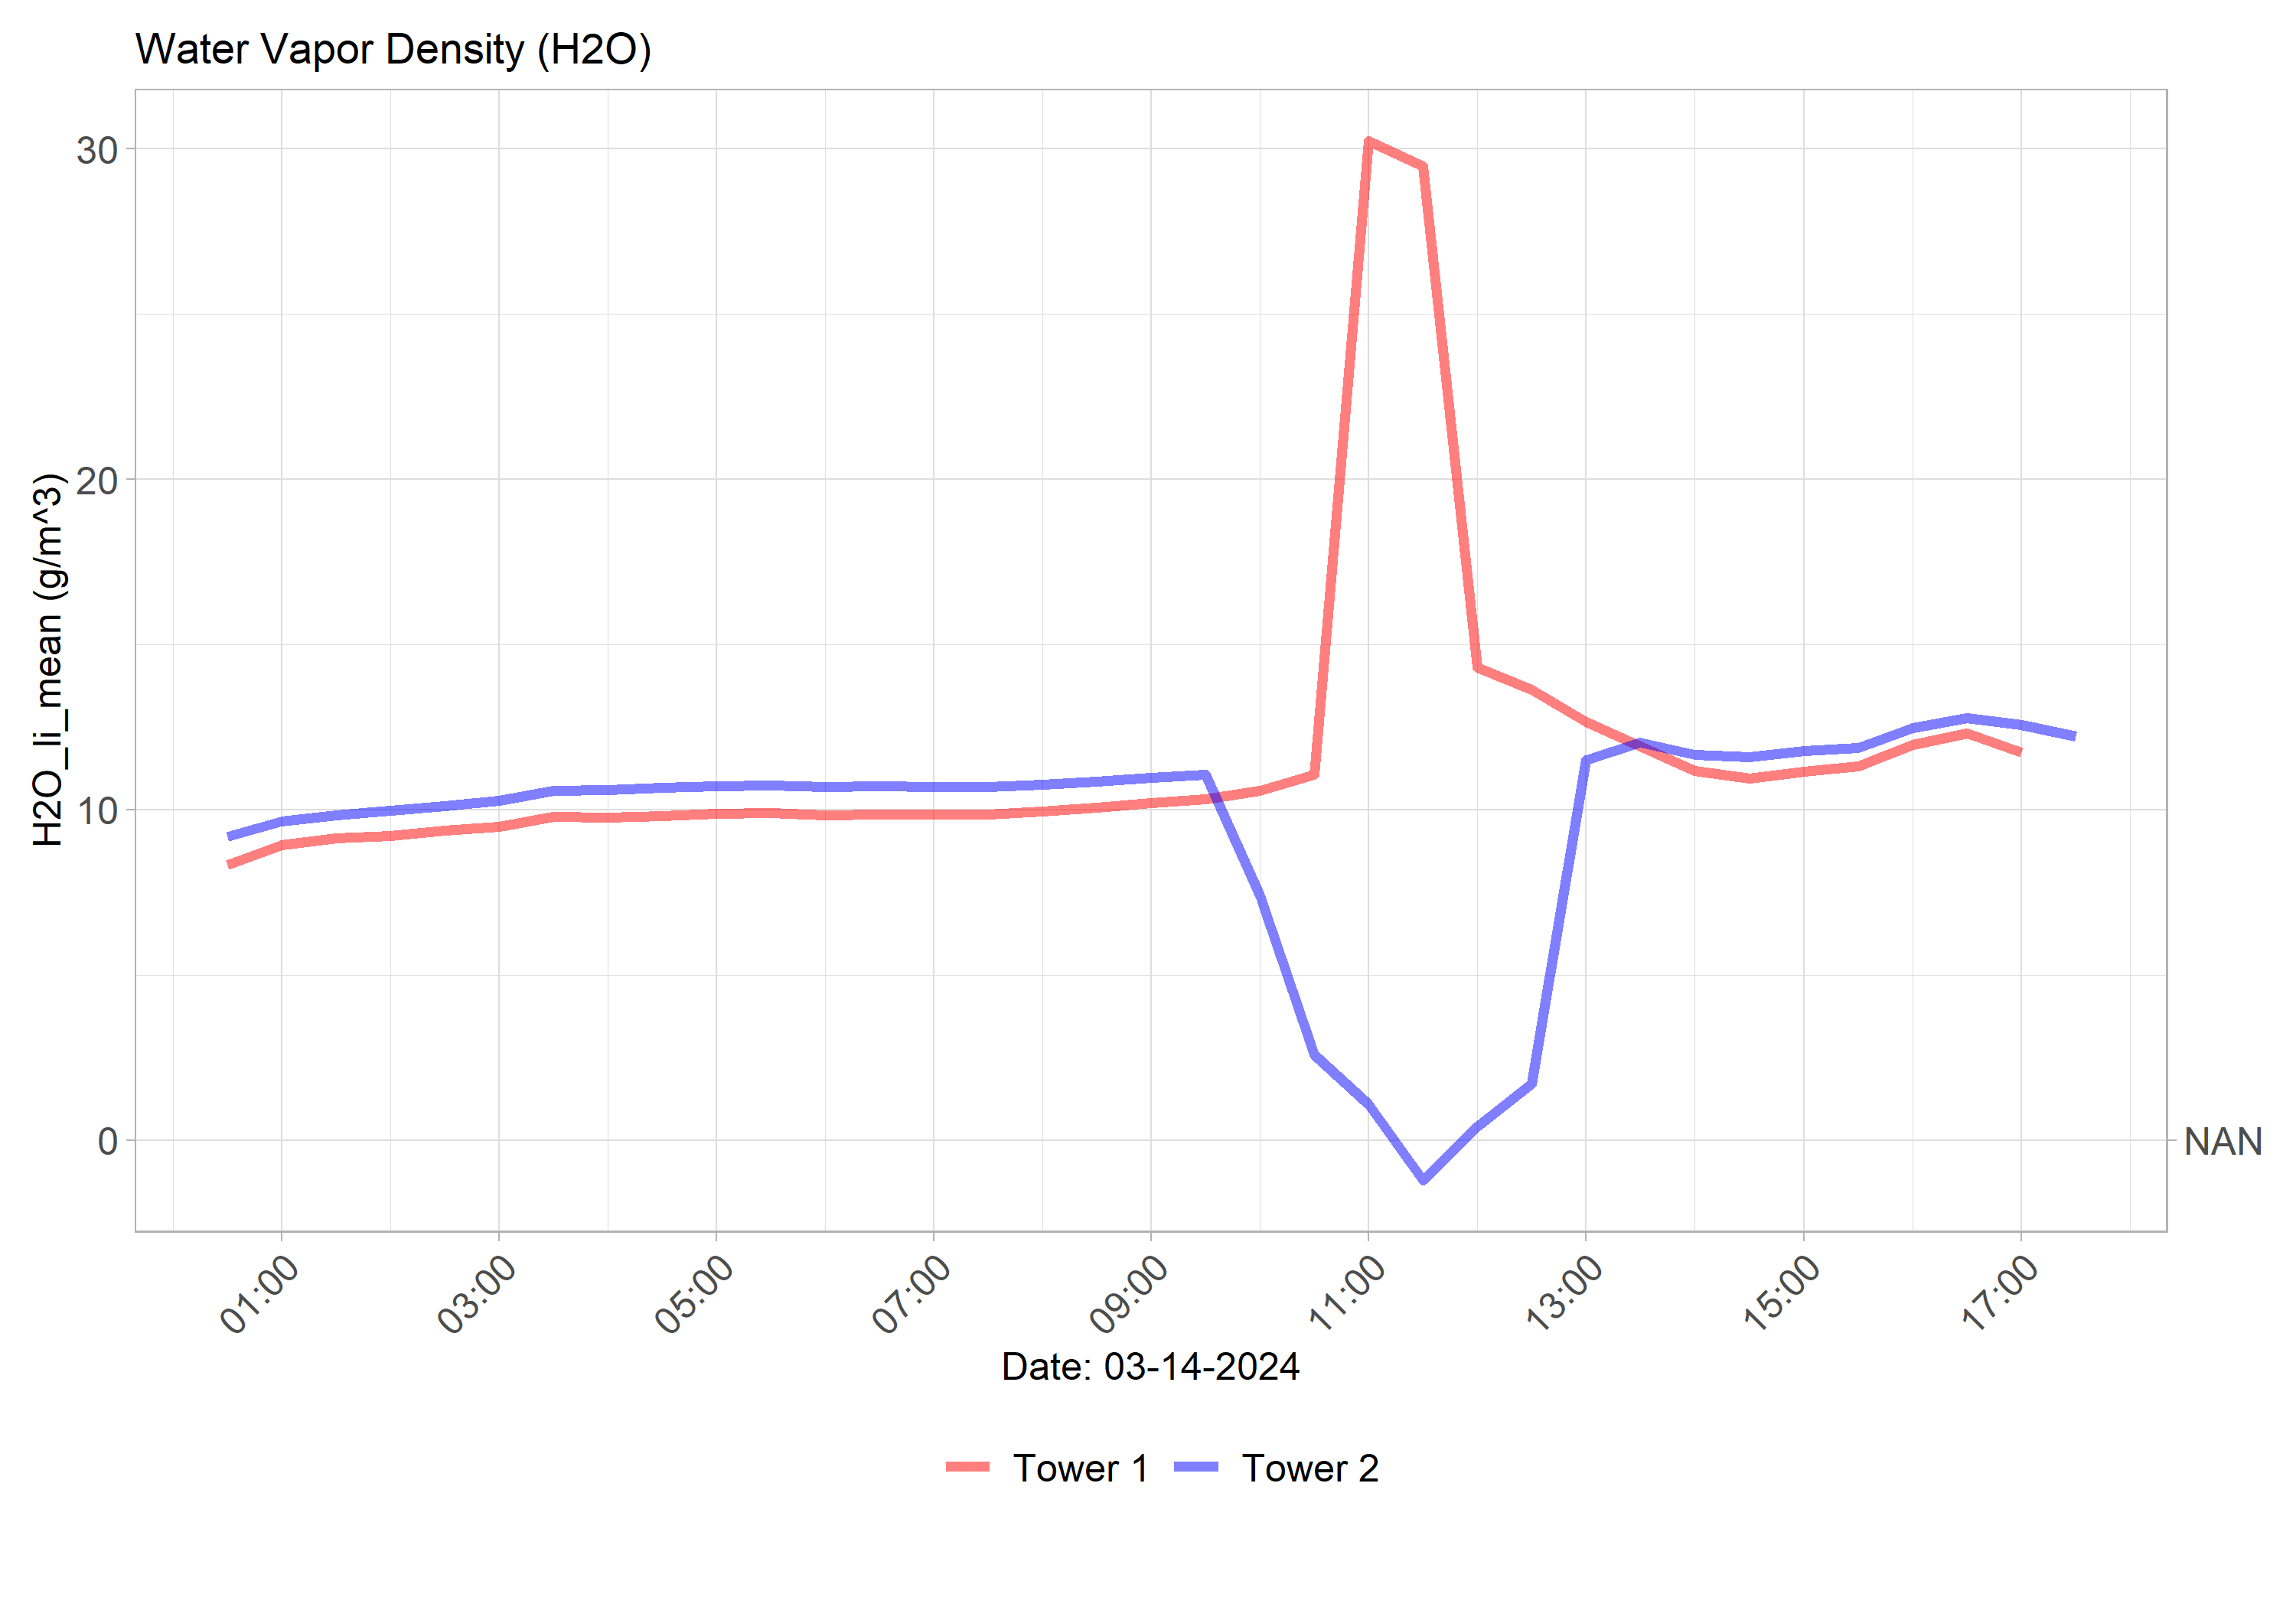 Water Vapor Density (H2O)
H2O_li_mean (g/m^3)
30
20
10
0
NAN
01:00
03:00
05:00
07:00
09:00
11:00
13:00
15:00
17:00
Date: 03-14-2024
Tower 1
Tower 2